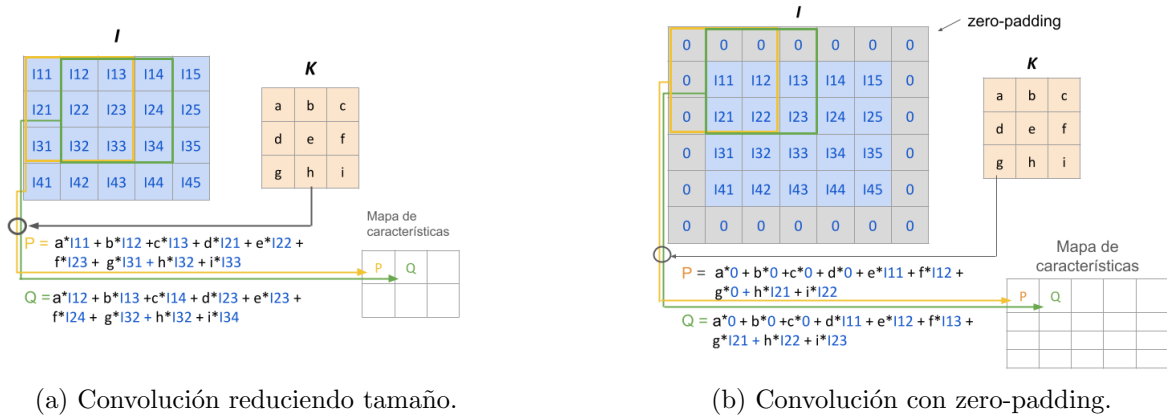 I
I11 I12 I13 I14 I15
I21 I22 I23 I24 I25
I31 I32 I33 I34 I35
I41 I42 I43 I44 I45
K
a b c
d e f
g h i
P = a*I11 + b*I12 +c*I13 + d*I21 + e*I22 +
f*I23 + g*I31 + h*I32 + i*I33
Q = a*I12 + b*I13 +c*I14 + d*I23 + e*I23 +
f*I24 + g*I32 + h*I32 + i*I34
Mapa de
características
P Q
(a) Convolución reduciendo tamaño.
I
zero-padding
0 0 0 0 0 0 0
0 I11 I12 I13 I14 I15 0
0 I21 I22 I23 I24 I25 0
0 I31 I32 I33 I34 I35 0
0 I41 I42 I43 I44 I45 0
0 0 0 0 0 0 0
K
a b c
d e f
g h i
P = a*0 + b*0 +c*0 + d*0 + e*I11 + f*I12 +
g*0 + h*I21 + i*I22
Q = a*0 + b*0 +c*0 + d*I11 + e*I12 + f*I13 +
g*I21 + h*I22 + i*I23
Mapa de
características
P Q
(b) Convolución con zero-padding.